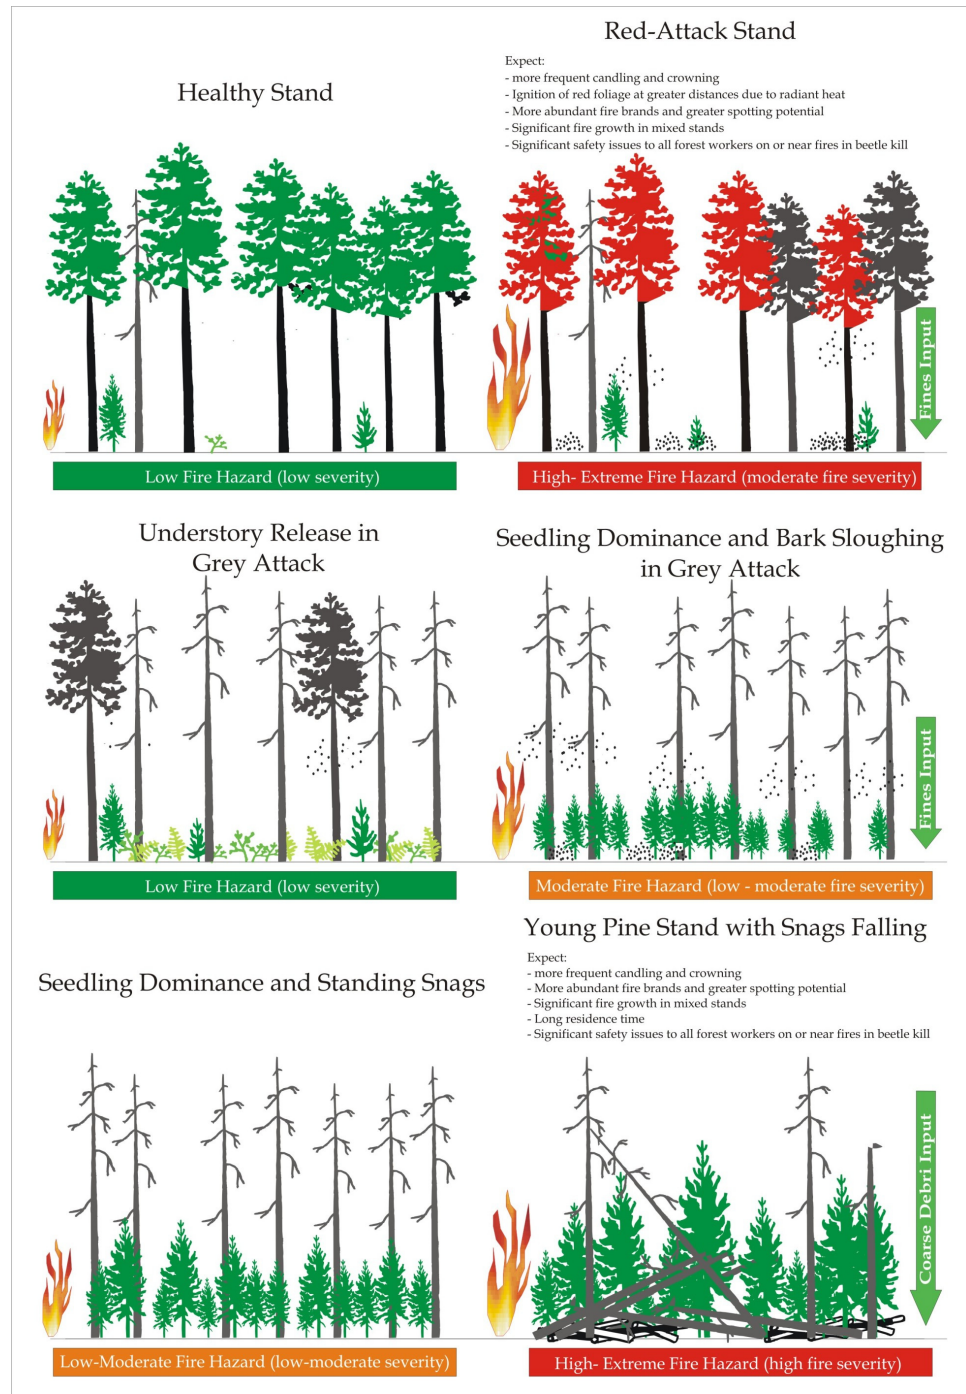 Healthy Stand
Low Fire Hazard (low severity)
Red-Attack Stand
Expect:
- more frequent candling and crowning
- Ignition of red foliage at greater distances due to radiant heat
- More abundant fire brands and greater spotting potential
- Significant fire growth in mixed stands
- Significant safety issues to all forest workers on or near fires in beetle kill
Fines Input
High- Extreme Fire Hazard (moderate fire severity)
Understory Release in
Grey Attack
Low Fire Hazard (low severity)
Seedling Dominance and Bark Sloughing
in Grey Attack
Fines Input
Moderate Fire Hazard (low - moderate fire severity)
Seedling Dominance and Standing Snags
Low-Moderate Fire Hazard (low-moderate severity)
Young Pine Stand with Snags Falling
Expect:
- more frequent candling and crowning
- More abundant fire brands and greater spotting potential
- Significant fire growth in mixed stands
- Long residence time
- Significant safety issues to all forest workers on or near fires in beetle kill
Coarse Debri Input
High- Extreme Fire Hazard (high fire severity)